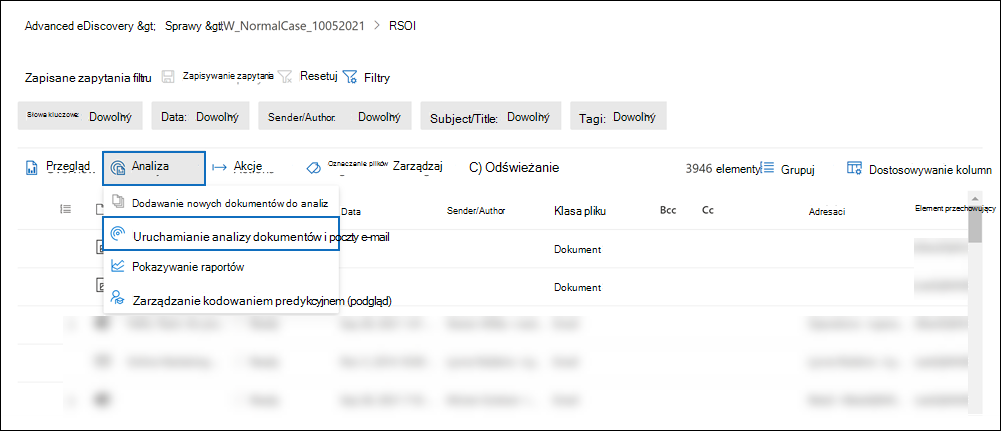 Advanced eDiscovery &gt; Sprawy &gt;W_NormalCase_10052021 > RSOI
Zapisane zapytania filtru Zapisywanie zapytania Resetuj Filtry
Słowa kluczowe: Dowolny Data: Dowolny Sender/Author: Dowolny Subject/Title: Dowolny Tagi: Dowolny
Przegląd Analiza Akcje Oznaczanie plików Zarządzaj C) Odświeżanie 3946 elementy Grupuj Dostosowywanie kolumn
Dodawanie nowych dokumentów do analiz
Data Sender/Author Klasa pliku Bcc Cc Adresaci Element przechowujący
Uruchamianie analizy dokumentów i poczty e-mail
Dokument
Pokazywanie raportów
Dokument
Zarządzanie kodowaniem predykcyjnem (podgląd)